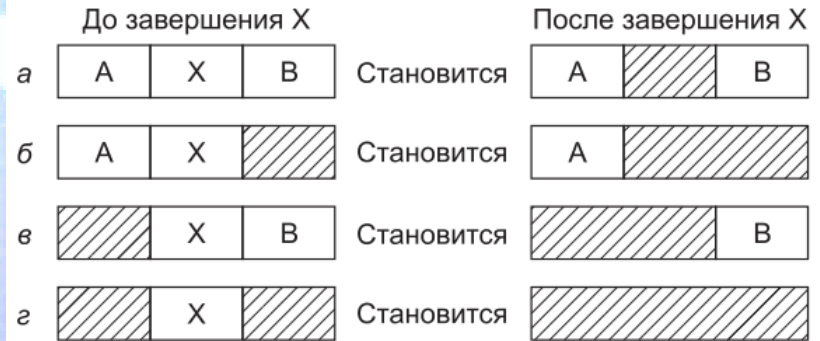 До завершения X После завершения X
а A X B Становится A B
б A X Становится A
в X B Становится B
г X Становится